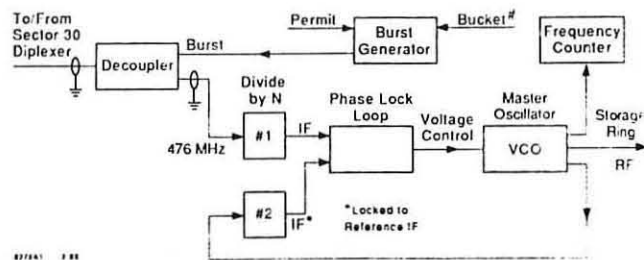 To/From
Sector 30
Diplexer
Permit
Burst
Generator
Bucket#
Frequency
Counter
Burst
Decoupler
Divide
by N
Phase Lock
Loop
Master
Oscillator
Voltage
Control
Storage
Ring
RF
476 MHz
#1
IF
VCO
#2
IF*
*Locked to
Reference IF